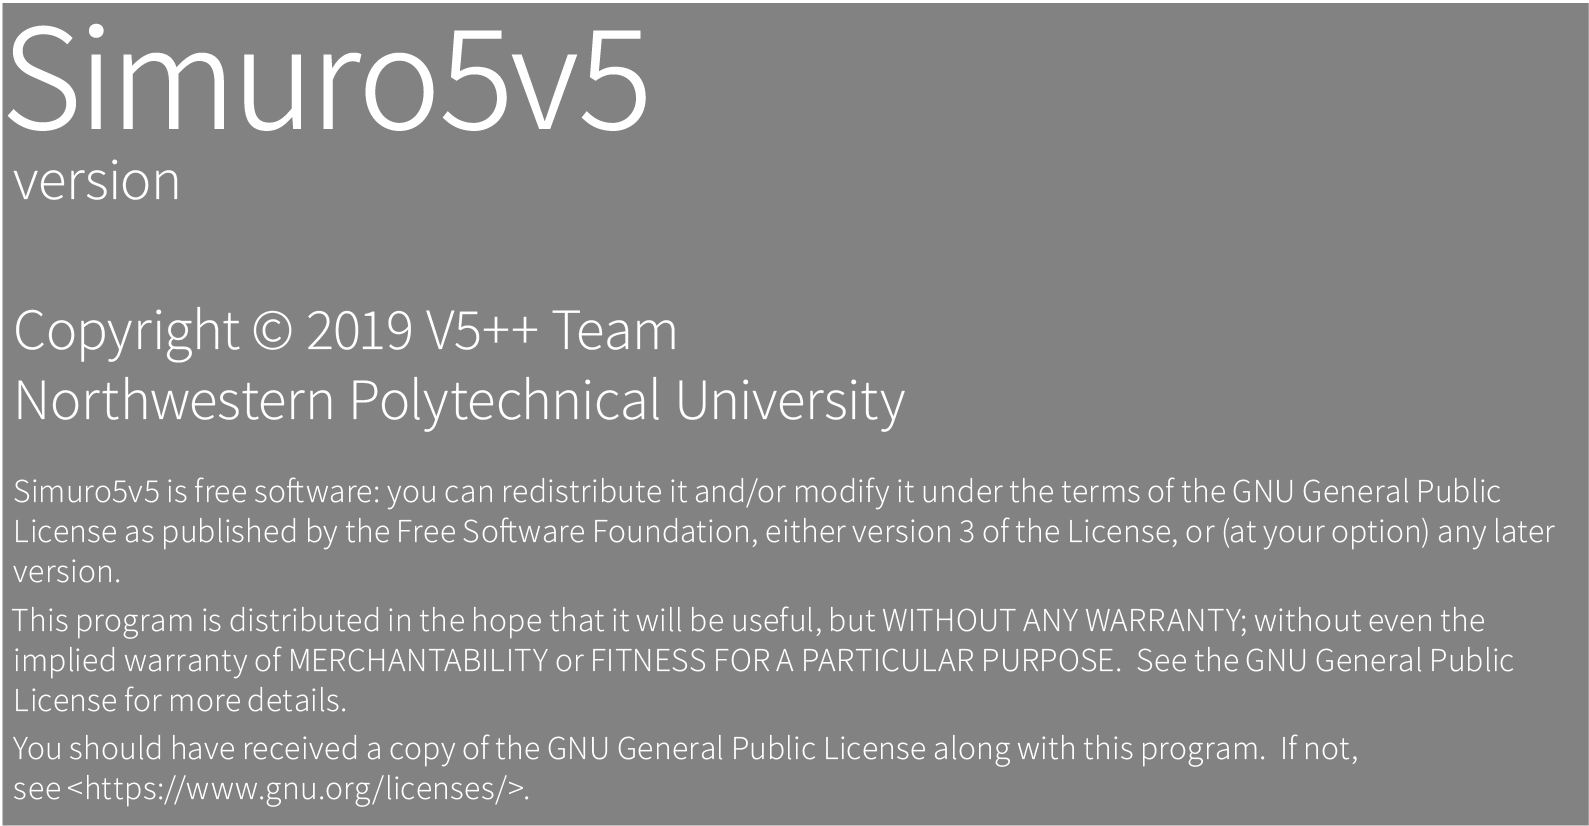 Simuro5v5
version
Copyright © 2019 V5++ Team
Northwestern Polytechnical University
Simuro5v5 is free software: you can redistribute it and/or modify it under the terms of the GNU General Public
License as published by the Free Software Foundation, either version 3 of the License, or (at your option) any later
version.
This program is distributed in the hope that it will be useful, but WITHOUT ANY WARRANTY; without even the
implied warranty of MERCHANTABILITY or FITNESS FOR A PARTICULAR PURPOSE.  See the GNU General Public
License for more details.
You should have received a copy of the GNU General Public License along with this program.  If not,
see <https://www.gnu.org/licenses/>.